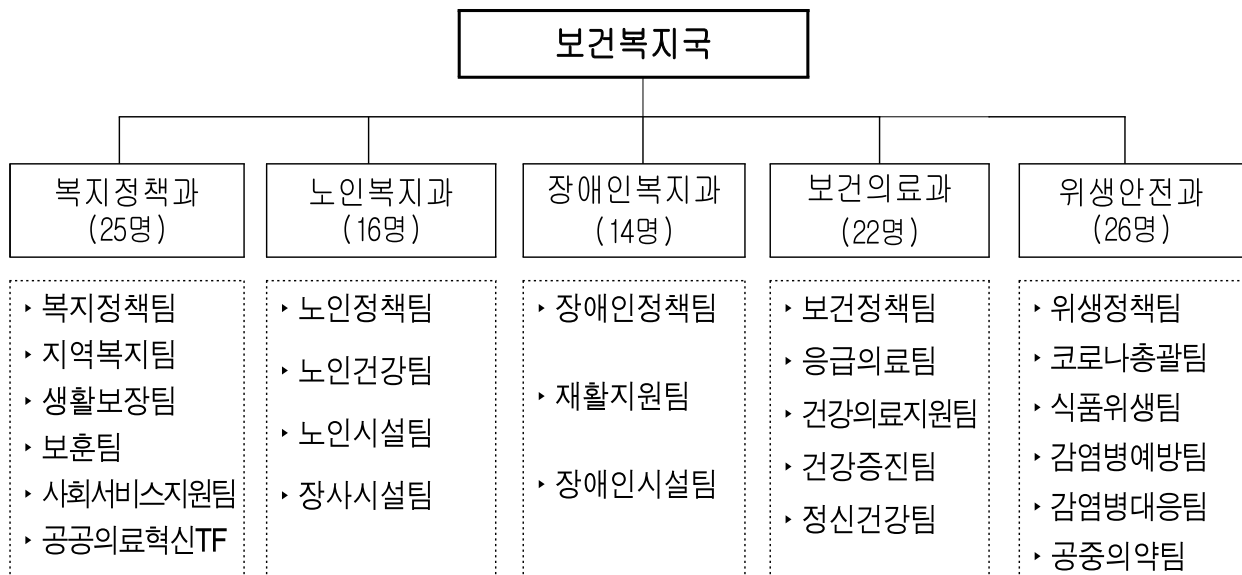 보건복지국
복지정책과
(25명)
노인복지과
(16명)
장애인복지과
(14명)
보건의료과
(22명)
위생안전과
(26명)
‣ 복지정책팀
‣ 지역복지팀
‣ 생활보장팀
‣ 보훈팀
‣ 사회서비스지원팀
‣ 공공의료혁신TF
‣ 노인정책팀
‣ 노인건강팀
‣ 노인시설팀
‣ 장사시설팀
‣ 장애인정책팀
‣ 재활지원팀
‣ 장애인시설팀
‣ 보건정책팀
‣ 응급의료팀
‣ 건강의료지원팀
‣ 건강증진팀
‣ 정신건강팀
‣ 위생정책팀
‣ 코로나총괄팀
‣ 식품위생팀
‣ 감염병예방팀
‣ 감염병대응팀
‣ 공중의약팀